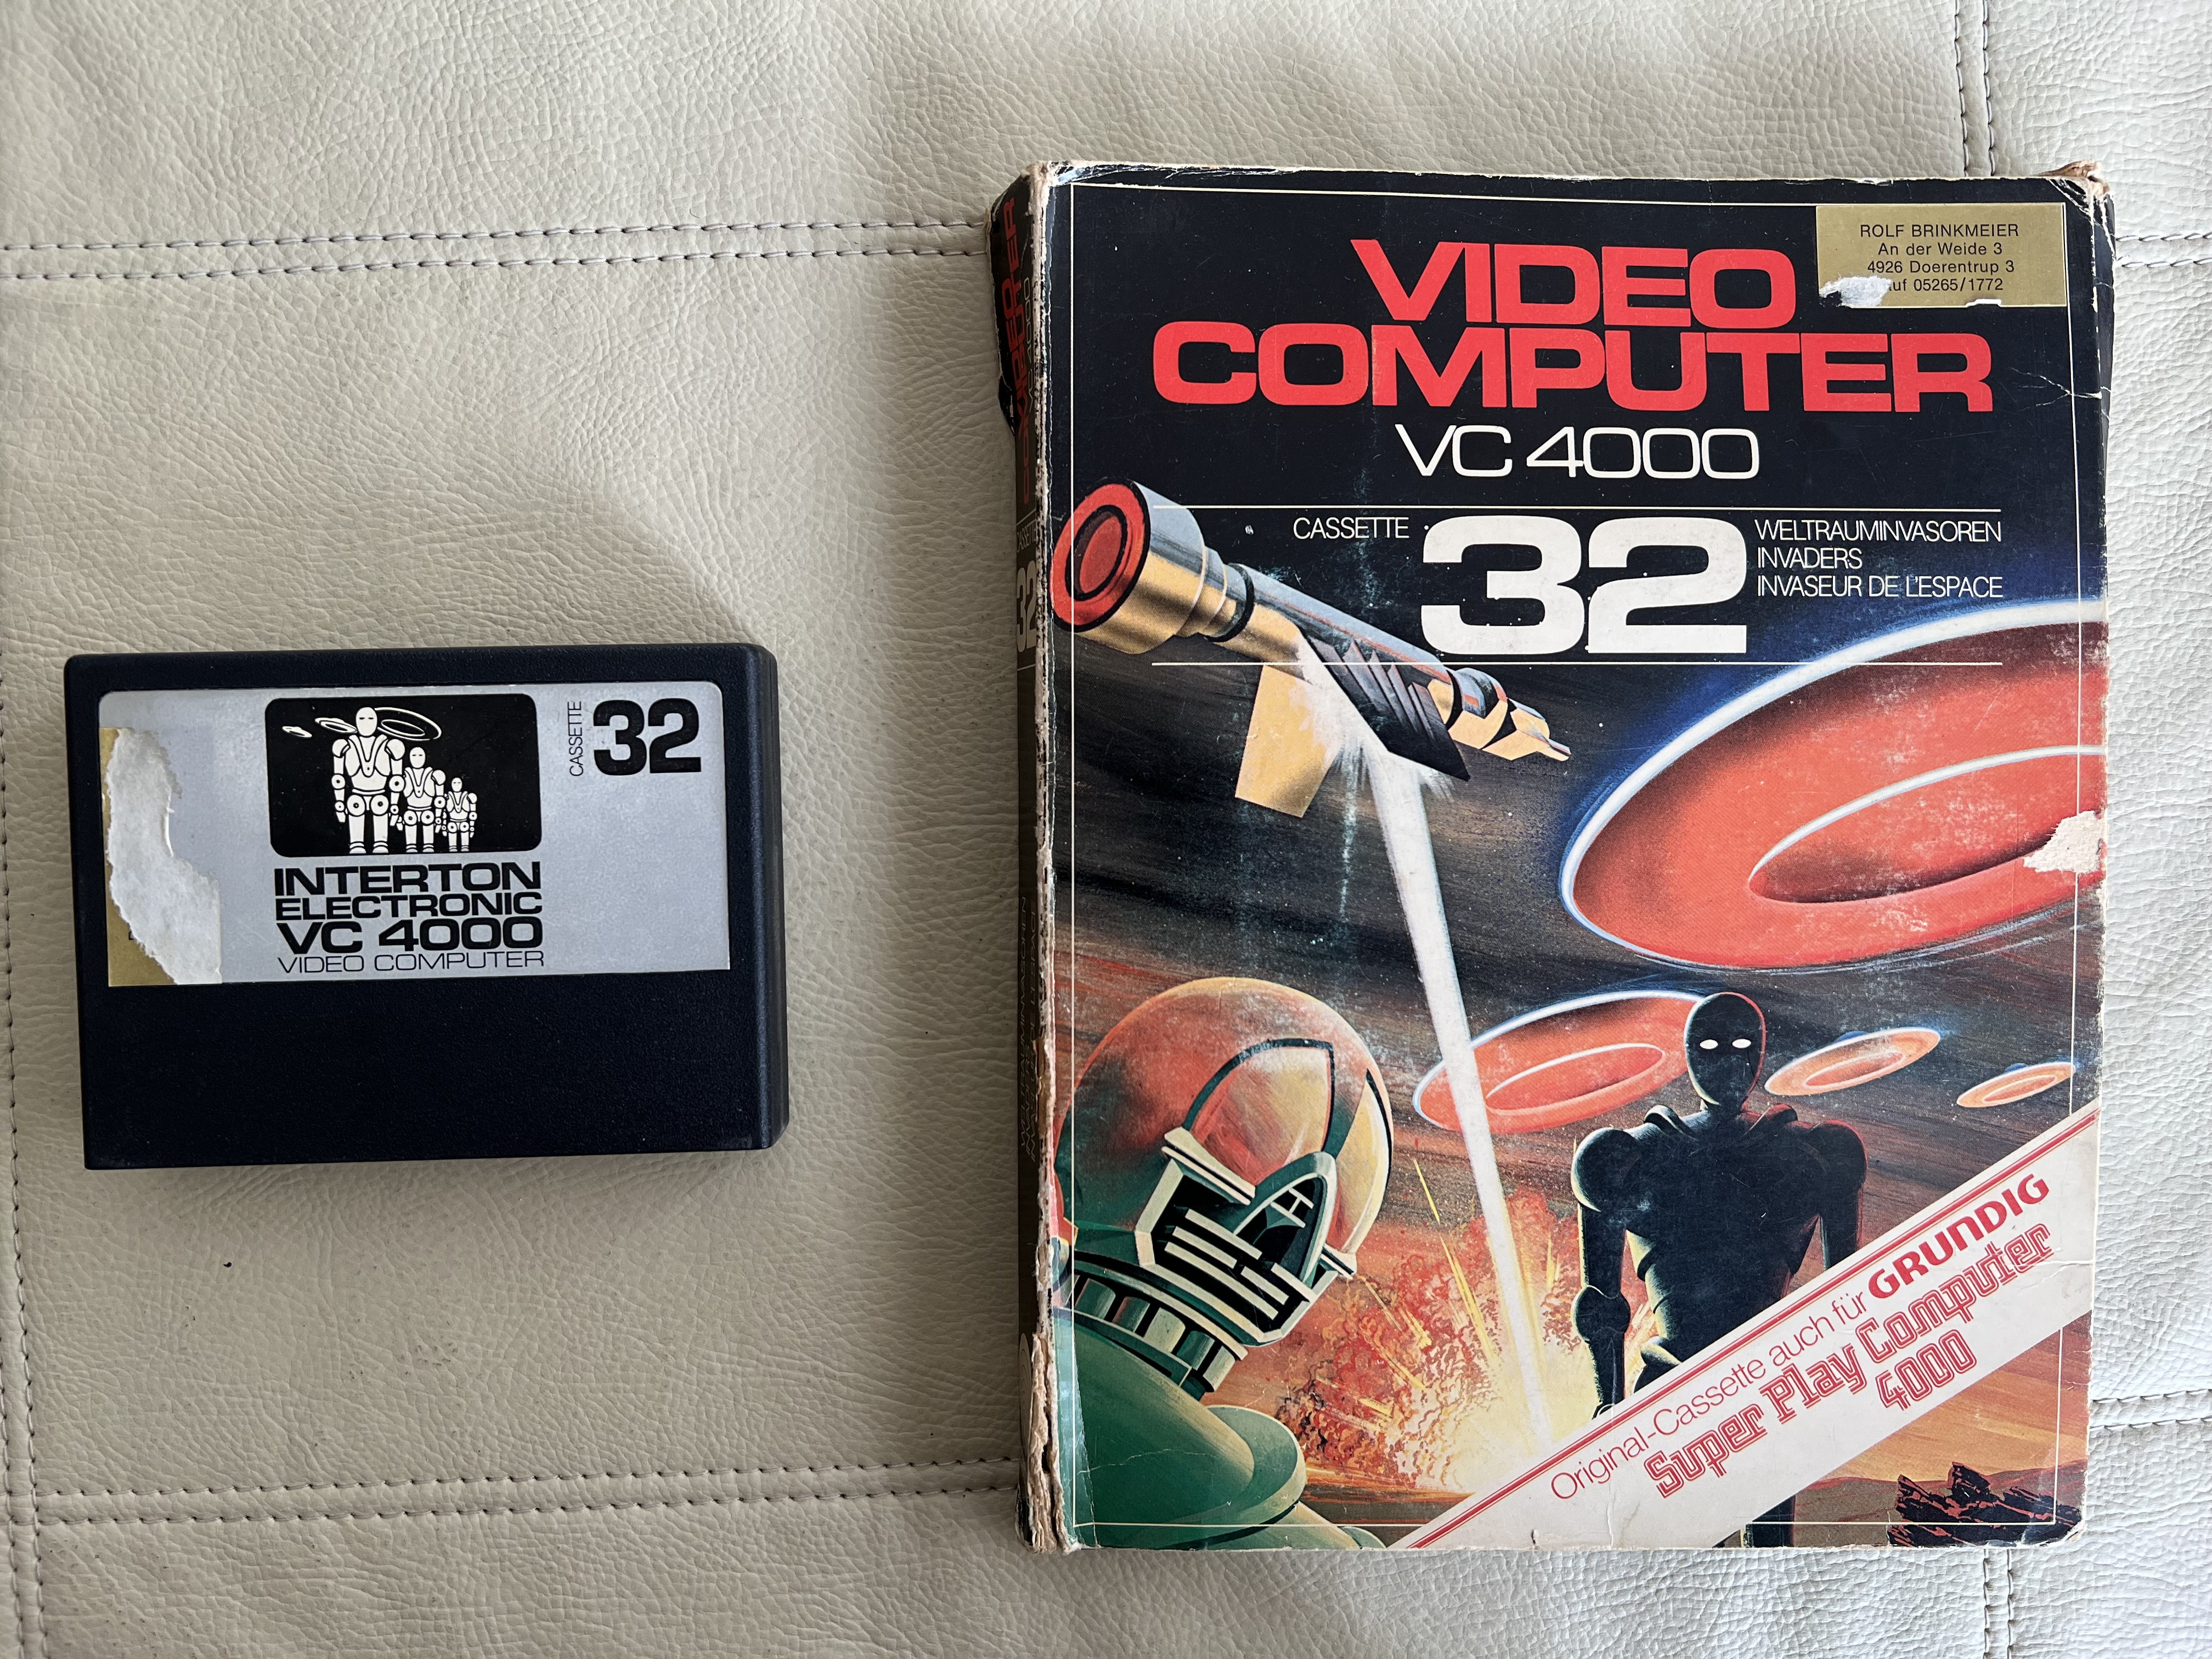 INTERTON
ELECTRONIC
VC 4000
VIDEO COMPUTER
CASSETTE
32
ROLF BRINKMEIER
An der Weide 3
4926 Doerentrup 3
uf 05265/1772
VIDEO
COMPUTER
VC 4000
CASSETTE
32
WELTRAUMINVASOREN
INVADERS
INVASEUR DE L'ESPACE
Original-Cassette auch für GRUNDIG
Super Play Computer
4000
CASSETTE
32